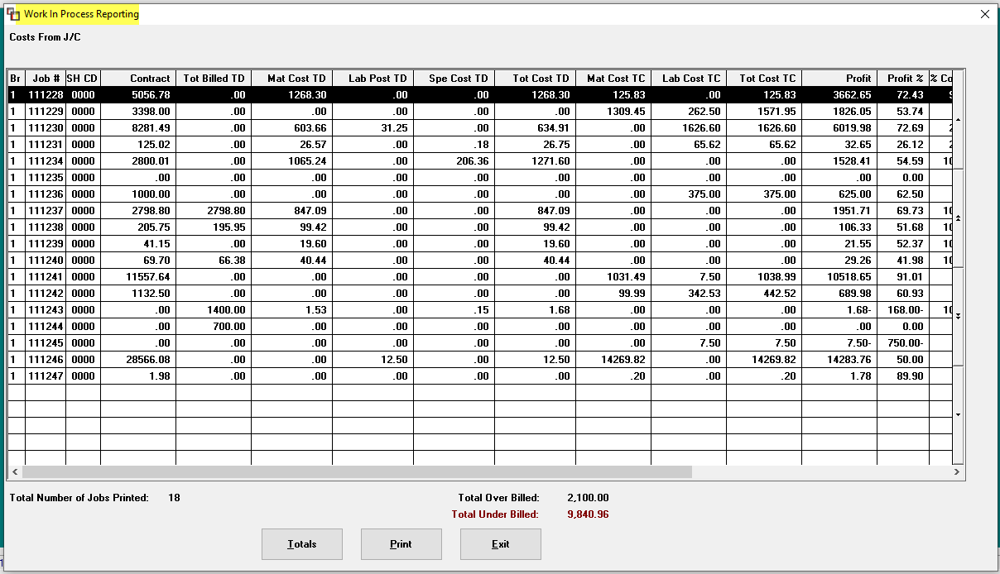 Work In Process Reporting
Costs From J/C
Br Job # SH CD Contract Tot Billed TD Mat Cost TD Lab Post TD Spe Cost TD Tot Cost TD Mat Cost TC Lab Cost TC Tot Cost TC Profit Profit % % Co
1 111228 0000 5056.78 .00 1268.30 .00 .00 1268.30 125.83 .00 125.83 3662.65 72.43
1 111229 0000 3398.00 .00 .00 .00 .00 .00 1309.45 262.50 1571.95 1826.05 53.74
1 111230 0000 8281.49 .00 603.66 31.25 .00 634.91 .00 1626.60 1626.60 6019.98 72.69
1 111231 0000 125.02 .00 26.57 .00 .18 26.75 .00 65.62 65.62 32.65 26.12
1 111234 0000 2800.01 .00 1065.24 .00 206.36 1271.60 .00 .00 .00 1528.41 54.59
1 111235 0000 .00 .00 .00 .00 .00 .00 .00 .00 .00 .00 0.00
1 111236 0000 1000.00 .00 .00 .00 .00 .00 .00 375.00 375.00 625.00 62.50
1 111237 0000 2798.80 2798.80 847.09 .00 .00 847.09 .00 .00 .00 1951.71 69.73
1 111238 0000 205.75 195.95 99.42 .00 .00 99.42 .00 .00 .00 106.33 51.68
1 111239 0000 41.15 .00 19.60 .00 .00 19.60 .00 .00 .00 21.55 52.37
1 111240 0000 69.70 66.38 40.44 .00 .00 40.44 .00 .00 .00 29.26 41.98
1 111241 0000 11557.64 .00 .00 .00 .00 .00 1031.49 7.50 1038.99 10518.65 91.01
1 111242 0000 1132.50 .00 .00 .00 .00 .00 99.99 342.53 442.52 689.98 60.93
1 111243 0000 .00 1400.00 1.53 .00 .15 1.68 .00 .00 .00 1.68- 168.00-
1 111244 0000 .00 700.00 .00 .00 .00 .00 .00 .00 .00 .00 0.00
1 111245 0000 .00 .00 .00 .00 .00 .00 .00 7.50 7.50 7.50- 750.00-
1 111246 0000 28566.08 .00 .00 12.50 .00 12.50 14269.82 .00 14269.82 14283.76 50.00
1 111247 0000 1.98 .00 .00 .00 .00 .00 .20 .00 .20 1.78 89.90
Total Number of Jobs Printed: 18 Total Over Billed: 2,100.00
Total Under Billed: 9,840.96
Totals Print Exit